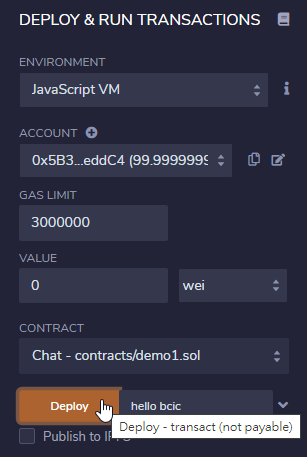 DEPLOY & RUN TRANSACTIONS
ENVIRONMENT
JavaScript VM
ACCOUNT
0x5B3...eddC4 (99.9999999
GAS LIMIT
3000000
VALUE
0 wei
CONTRACT
Chat - contracts/demo1.sol
Deploy hello bcic
Deploy - transact (not payable)
Publish to